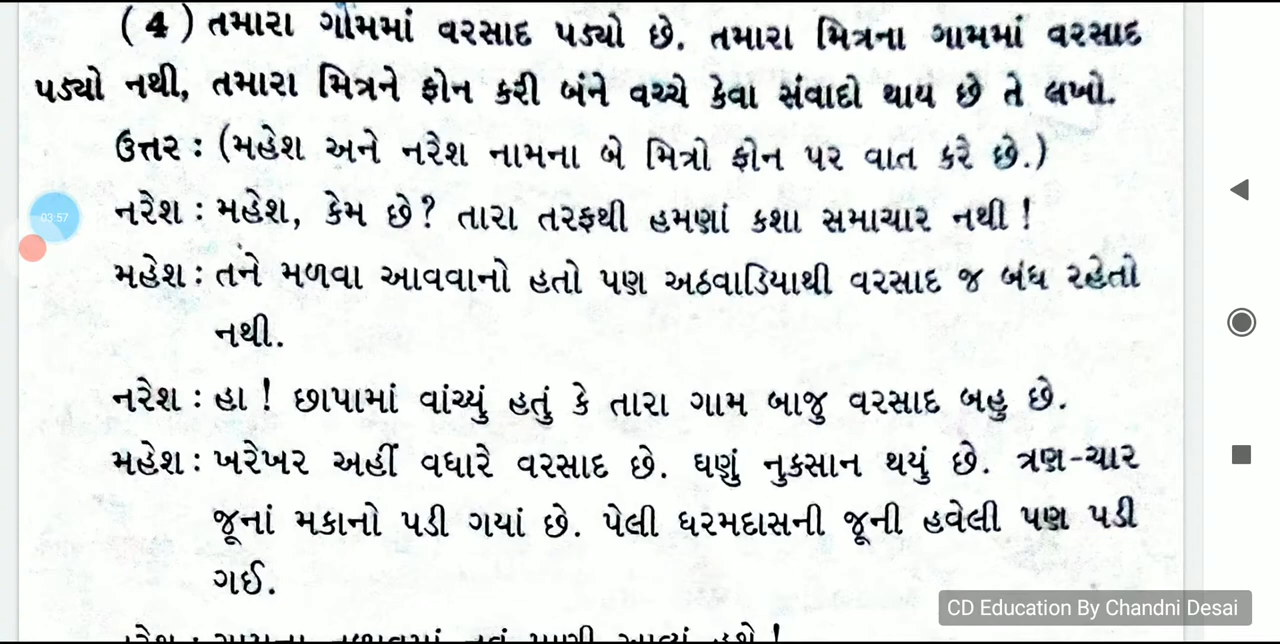 (4) તમારા ગામમાં વરસાદ પડ્યો છે. તમારા મિત્રના ગામમાં વરસાદ
પડ્યો નથી, તમારા મિત્રને ફોન કરી બંને વચ્ચે કેવા સંવાદો થાય છે તે લખો.
ઉત્તર : (મહેશ અને નરેશ નામના બે મિત્રો ફોન પર વાત કરે છે.)
03:57
નરેશ : મહેશ, કેમ છે? તારા તરફથી હમણાં કશા સમાચાર નથી !
મહેશ : તને મળવા આવવાનો હતો પણ અઠવાડિયાથી વરસાદ જ બંધ રહેતો
નથી.
નરેશ : હા ! છાપામાં વાંચ્યું હતું કે તારા ગામ બાજુ વરસાદ બહુ છે.
મહેશ : ખરેખર અહીં વધારે વરસાદ છે. ઘણું નુકસાન થયું છે. ત્રણ-ચાર
જૂનાં મકાનો પડી ગયાં છે. પેલી ધરમદાસની જૂની હવેલી પણ પડી
ગઈ.
CD Education By Chandni Desai